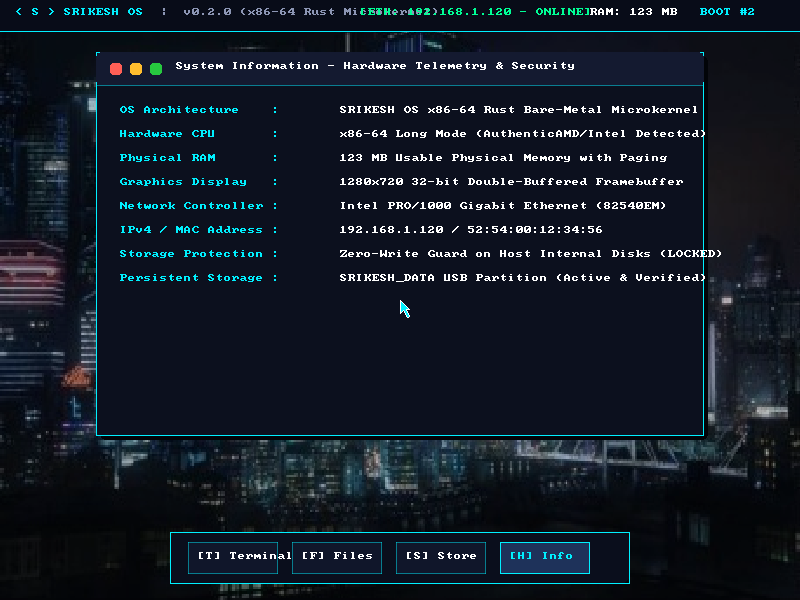 < S > SRIKESH OS | v0.2.0 (x86-64 Rust Microkernel) [ETH: 192.168.1.120 - ONLINE] RAM: 123 MB BOOT #2
System Information - Hardware Telemetry & Security
OS Architecture : SRIKESH OS x86-64 Rust Bare-Metal Microkernel
Hardware CPU : x86-64 Long Mode (AuthenticAMD/Intel Detected)
Physical RAM : 123 MB Usable Physical Memory with Paging
Graphics Display : 1280x720 32-bit Double-Buffered Framebuffer
Network Controller : Intel PRO/1000 Gigabit Ethernet (82540EM)
IPv4 / MAC Address : 192.168.1.120 / 52:54:00:12:34:56
Storage Protection : Zero-Write Guard on Host Internal Disks (LOCKED)
Persistent Storage : SRIKESH_DATA USB Partition (Active & Verified)
[T] Terminal [F] Files [S] Store [H] Info